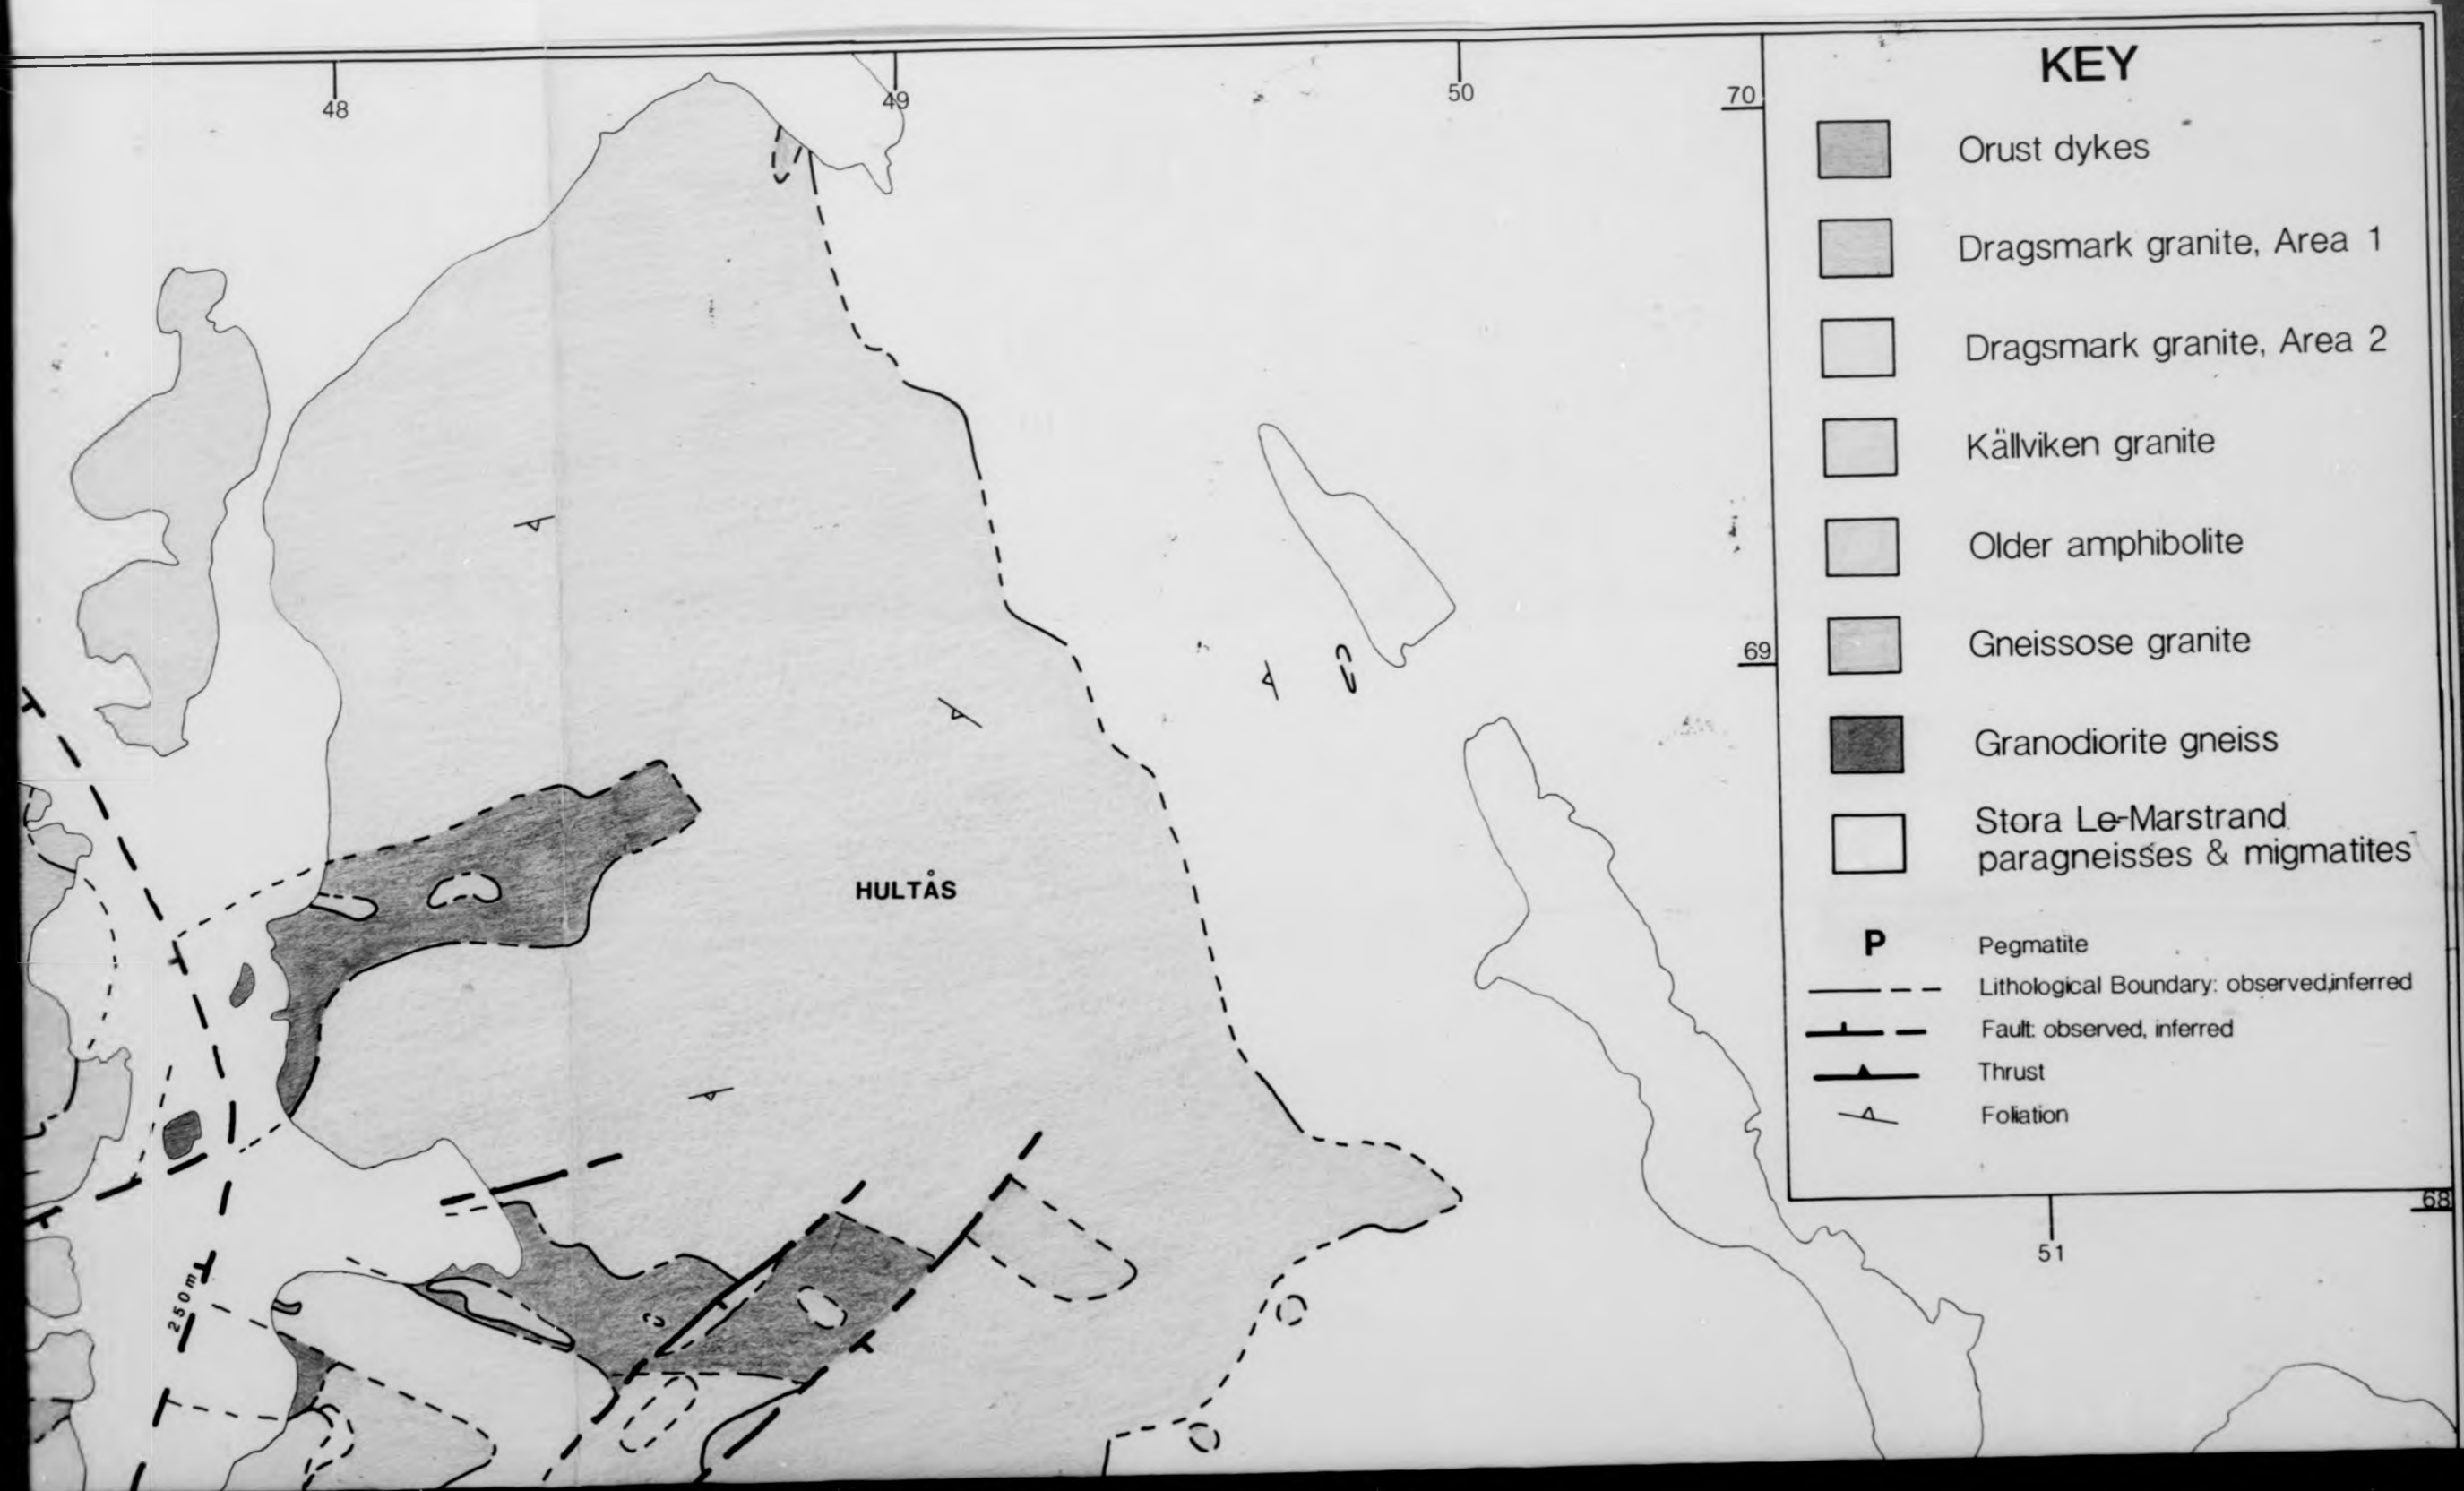 48
49
50
70
KEY
Orust dykes
Dragsmark granite, Area 1
Dragsmark granite, Area 2
Källviken granite
Older amphibolite
69
Gneissose granite
Granodiorite gneiss
Stora Le-Marstrand
paragneisses & migmatites
HULTÅS
P Pegmatite
Lithological Boundary: observed,inferred
Fault: observed, inferred
Thrust
Foliation
68
51
250m